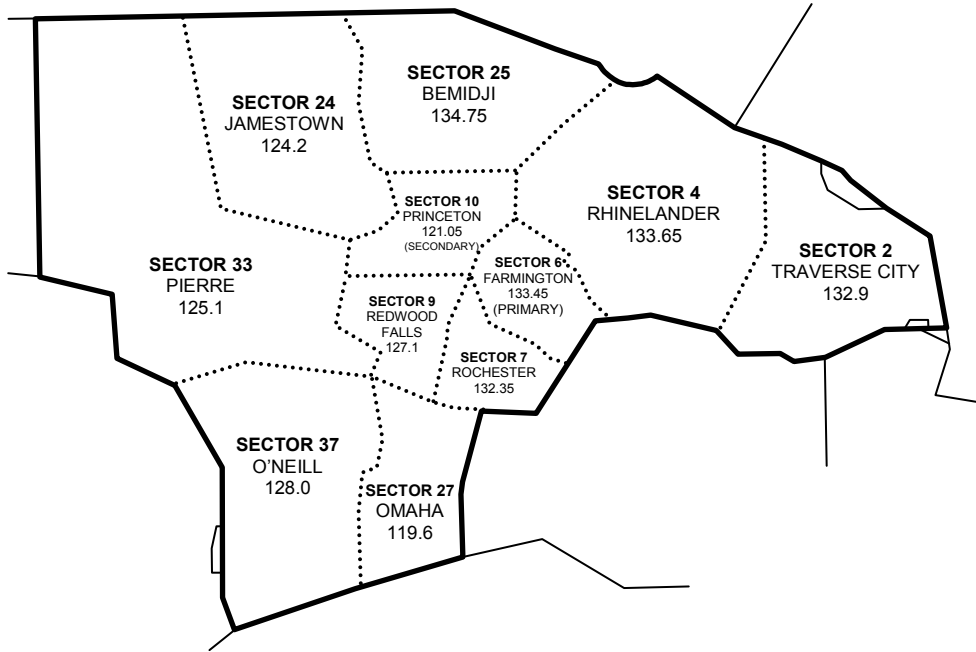 SECTOR 25
BEMIDJI
134.75
SECTOR 24
JAMESTOWN
124.2
SECTOR 4
RHINELANDER
133.65
SECTOR 10
PRINCETON
121.05
(SECONDARY)
SECTOR 2
TRAVERSE CITY
132.9
SECTOR 33
PIERRE
125.1
SECTOR 6
FARMINGTON
133.45
(PRIMARY)
SECTOR 9
REDWOOD
FALLS
127.1
SECTOR 7
ROCHESTER
132.35
SECTOR 37
O'NEILL
128.0
SECTOR 27
OMAHA
119.6